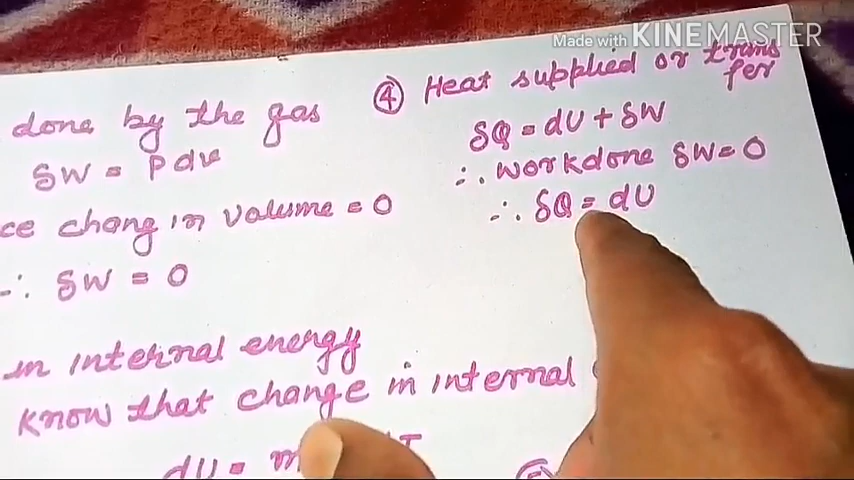 Made with KINEMASTER
done by the gas
δW = Pdv
ce chang in volume = 0
∴ δW = 0
in internal energy
know that change in internal
dU = m
④ Heat supplied or trans
fer
δQ = dU + δW
∴ workdone δW = 0
∴ δQ = dU